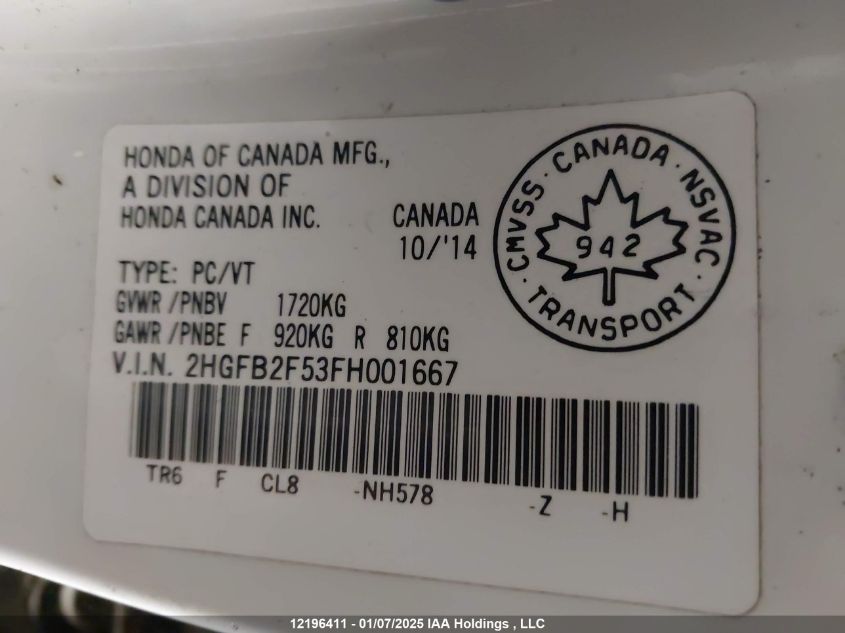 HONDA OF CANADA MFG.,
A DIVISION OF
HONDA CANADA INC.
CANADA
10/'14
TYPE: PC/VT
GVWR/PNBV 1720KG
GAWR/PNBE F 920KG R 810KG
V.I.N. 2HGFB2F53FH001667
TR6 F CL8 -NH578 -Z -H
CMVSS · CANADA · NSVAC · TRANSPORT ·
942
12196411 - 01/07/2025 IAA Holdings , LLC